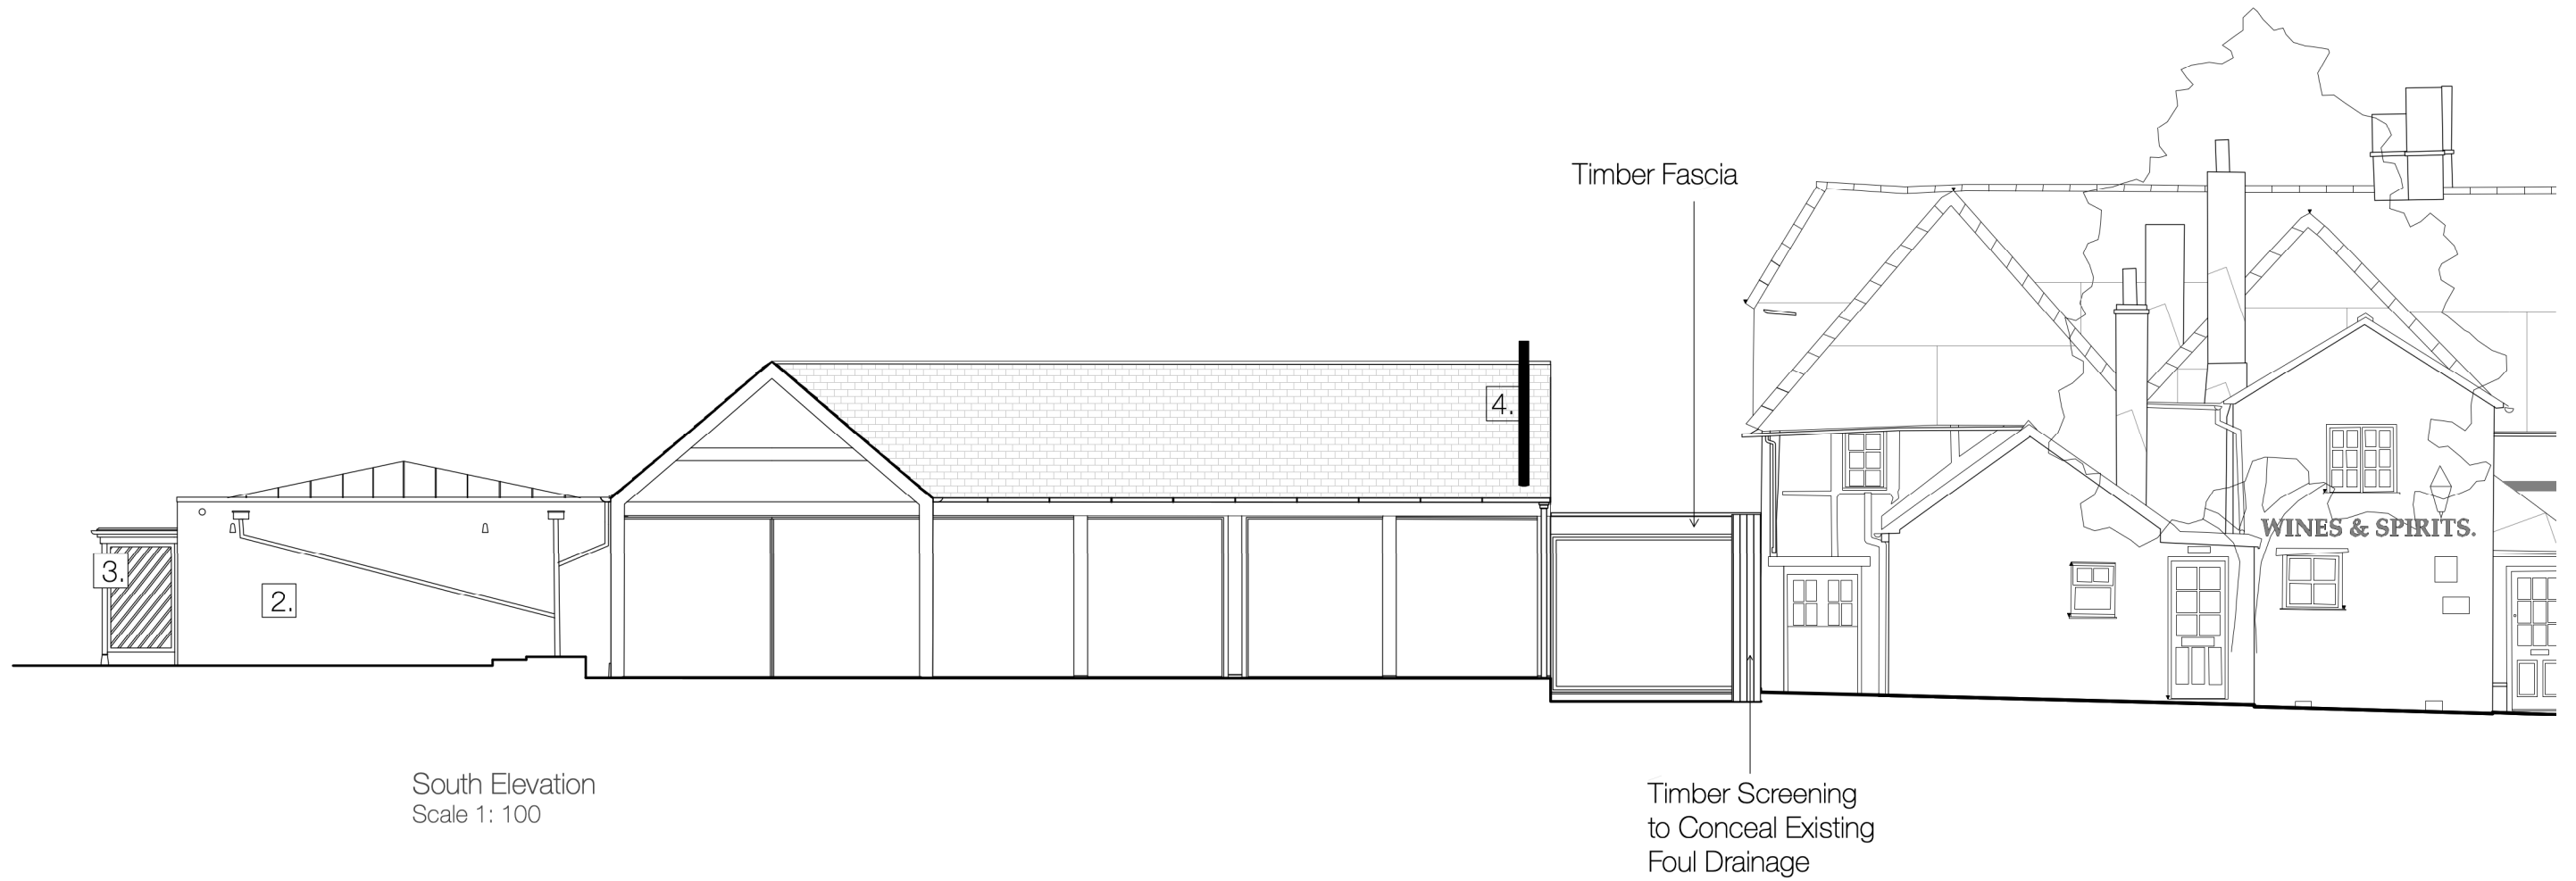 Timber Fascia
4.
WINES & SPIRITS.
3.
2.
South Elevation
Scale 1: 100
Timber Screening
to Conceal Existing
Foul Drainage